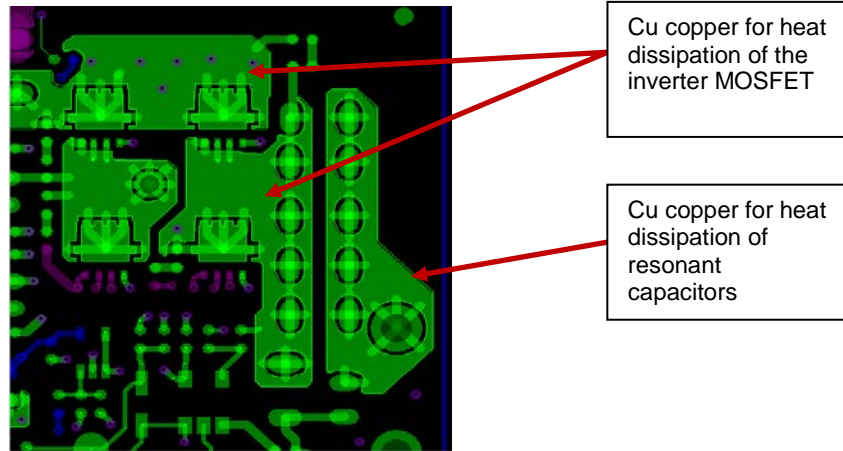 Cu copper for heat
dissipation of the
inverter MOSFET
Cu copper for heat
dissipation of
resonant
capacitors